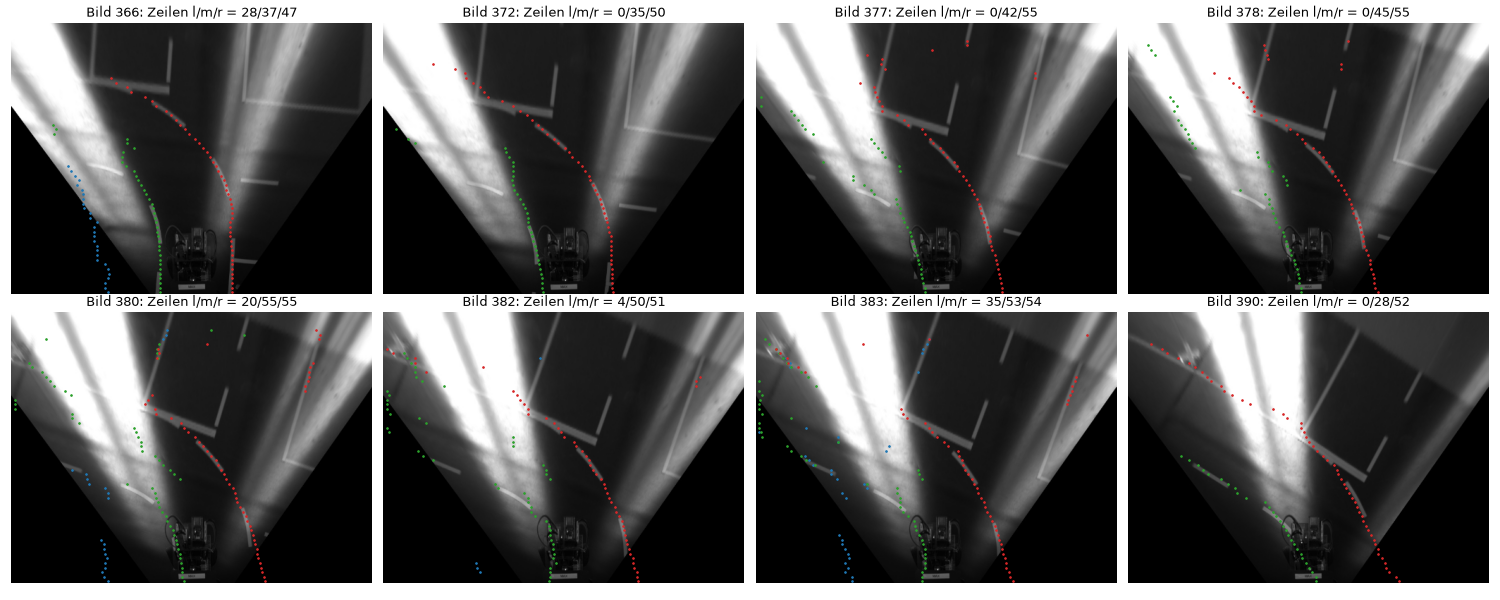 Bild 366: Zeilen l/m/r = 28/37/47
Bild 372: Zeilen l/m/r = 0/35/50
Bild 377: Zeilen l/m/r = 0/42/55
Bild 378: Zeilen l/m/r = 0/45/55
Bild 380: Zeilen l/m/r = 20/55/55
Bild 382: Zeilen l/m/r = 4/50/51
Bild 383: Zeilen l/m/r = 35/53/54
Bild 390: Zeilen l/m/r = 0/28/52